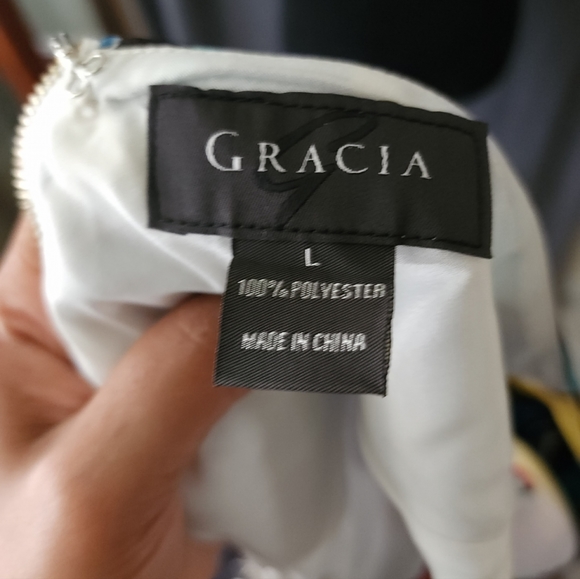 GRACIA
L
100% POLYESTER
MADE IN CHINA